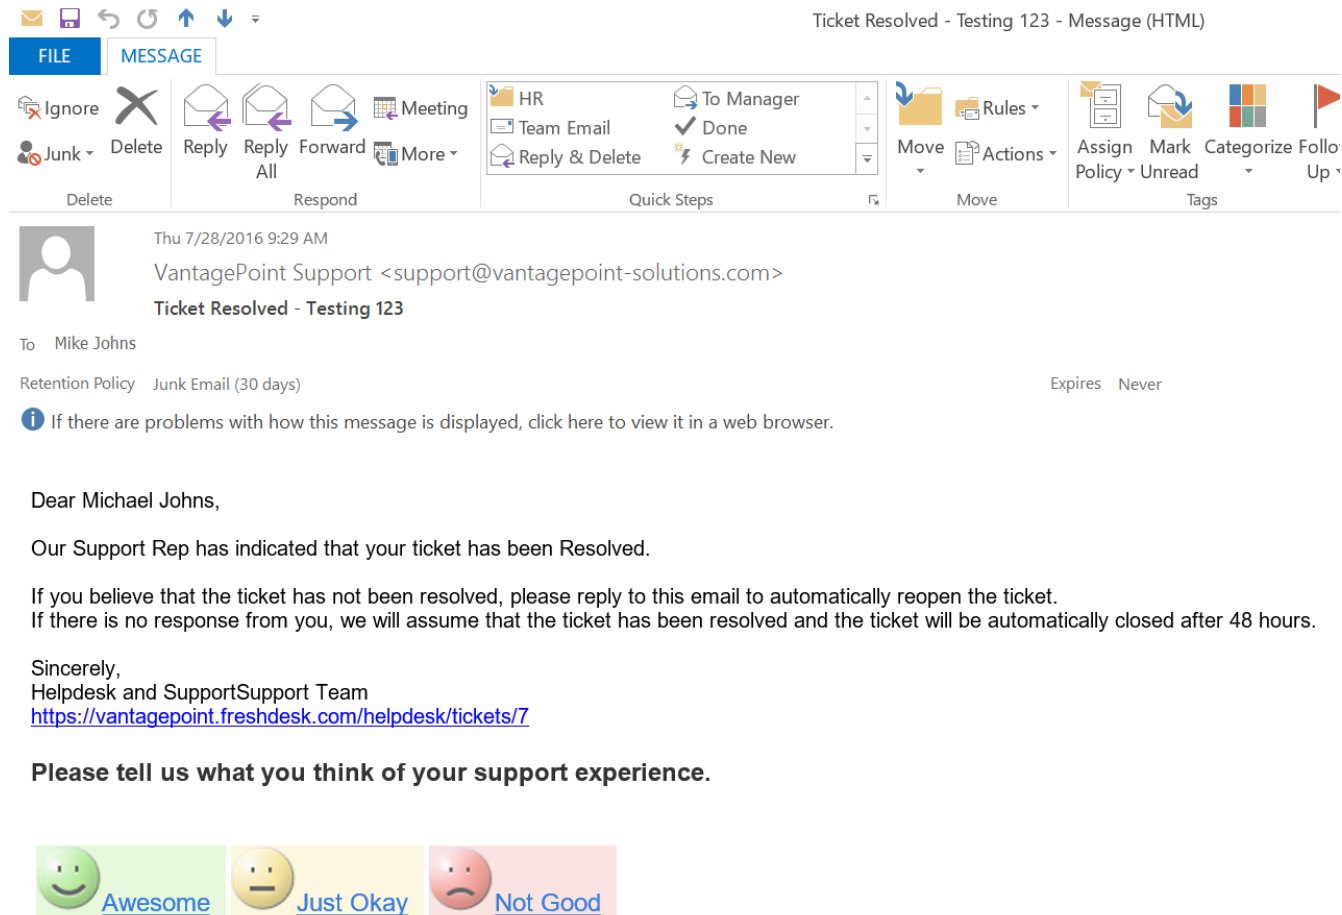 Ticket Resolved - Testing 123 - Message (HTML)
FILE MESSAGE
Ignore
Junk
Delete
Delete
Reply
Reply All
Forward
Meeting
More
Respond
HR
Team Email
Reply & Delete
To Manager
Done
Create New
Quick Steps
Move
Rules
Actions
Move
Assign Policy
Mark Unread
Categorize
Follo
Up
Tags
Thu 7/28/2016 9:29 AM
VantagePoint Support <support@vantagepoint-solutions.com>
Ticket Resolved - Testing 123
To Mike Johns
Retention Policy Junk Email (30 days) Expires Never
If there are problems with how this message is displayed, click here to view it in a web browser.
Dear Michael Johns,
Our Support Rep has indicated that your ticket has been Resolved.
If you believe that the ticket has not been resolved, please reply to this email to automatically reopen the ticket.
If there is no response from you, we will assume that the ticket has been resolved and the ticket will be automatically closed after 48 hours.
Sincerely,
Helpdesk and SupportSupport Team
https://vantagepoint.freshdesk.com/helpdesk/tickets/7
Please tell us what you think of your support experience.
Awesome Just Okay Not Good